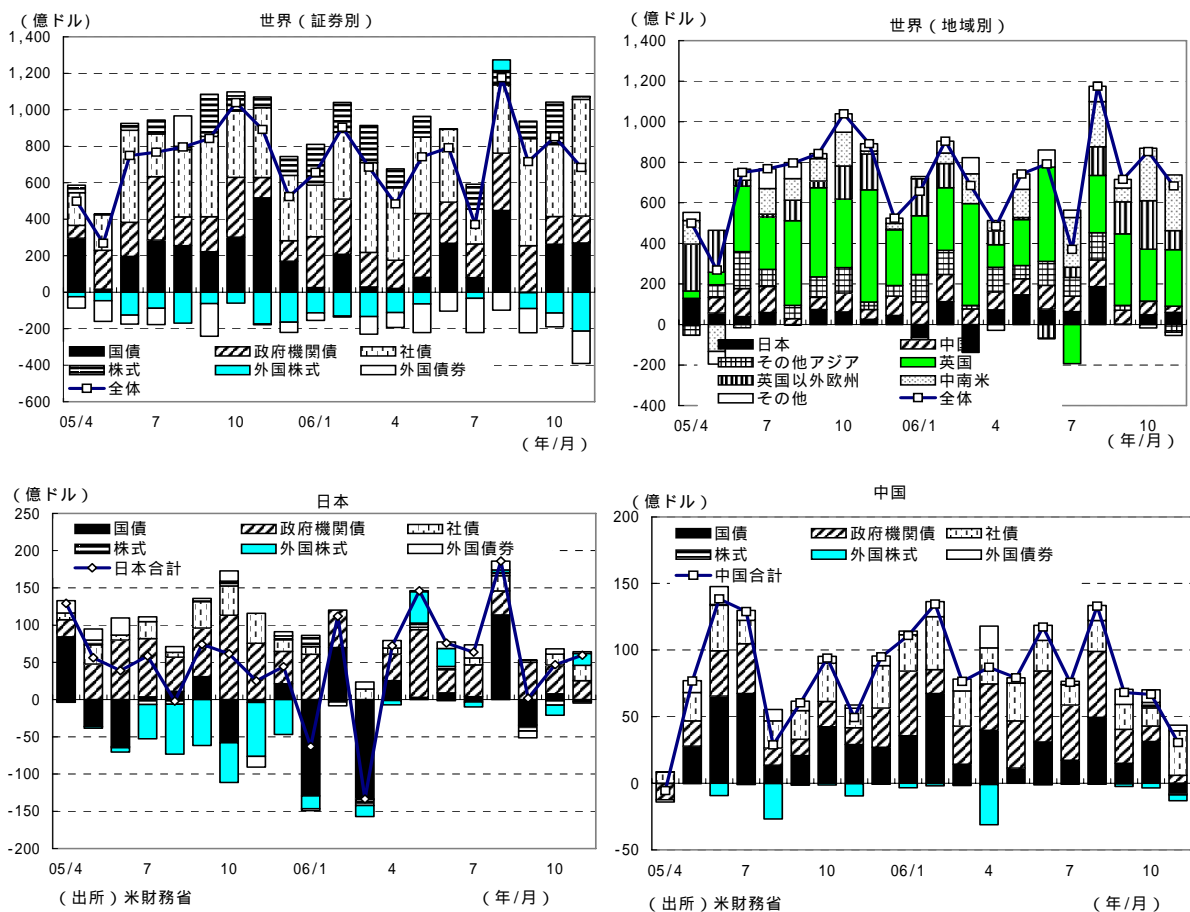 (億ドル)
世界（証券別）
1,400
1,200
1,000
800
600
400
200
0
-200
-400
-600
国債
政府機関債
社債
株式
外国株式
外国債券
全体
05/4
7
10
06/1
4
7
10
(年/月)
(億ドル)
世界（地域別）
1,400
1,200
1,000
800
600
400
200
0
-200
-400
日本
中国
その他アジア
英国
英国以外欧州
中南米
その他
全体
05/4
7
10
06/1
4
7
10
(年/月)
(億ドル)
日本
250
200
150
100
50
0
-50
-100
-150
-200
国債
政府機関債
社債
株式
外国株式
外国債券
日本合計
05/4
7
10
06/1
4
7
10
(出所)米財務省
(年/月)
(億ドル)
中国
200
150
100
50
0
-50
国債
政府機関債
社債
株式
外国株式
外国債券
中国合計
05/4
7
10
06/1
4
7
10
(出所)米財務省
(年/月)